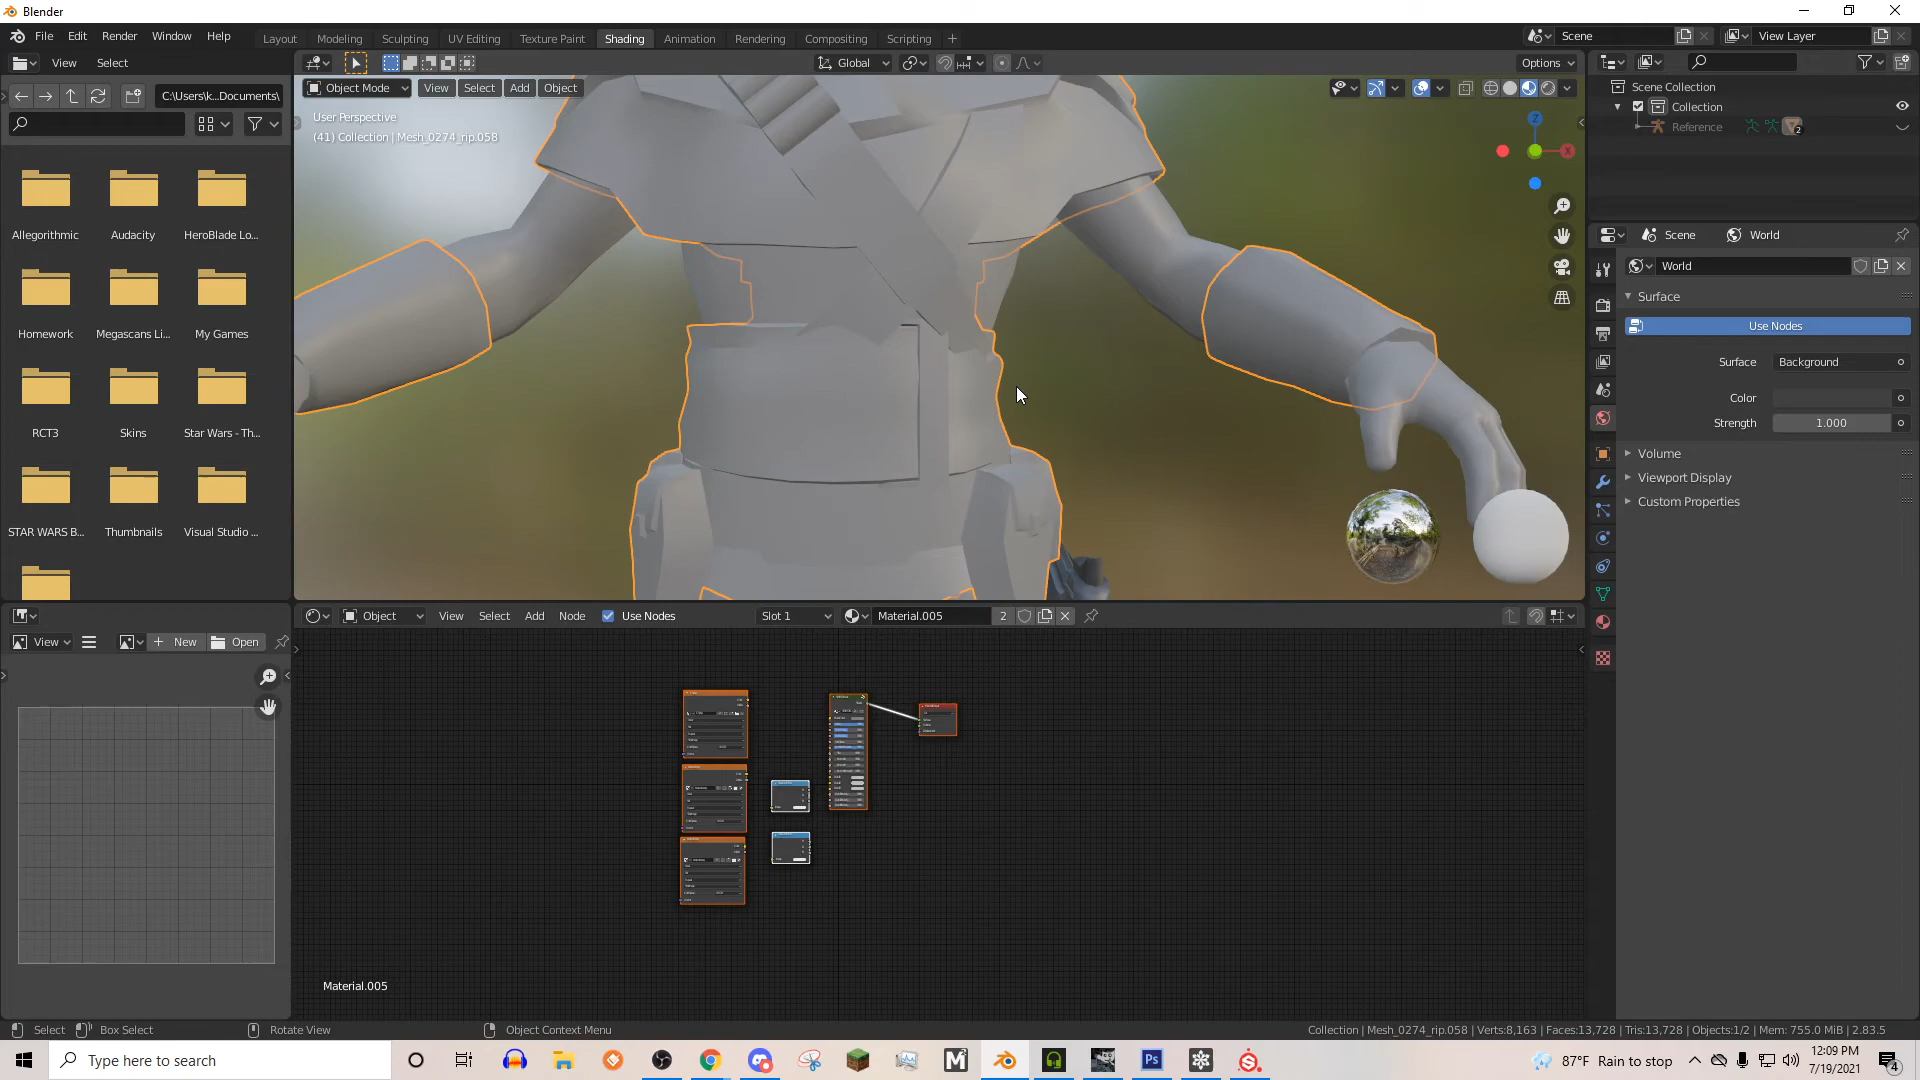 Blender
File Edit Render Window Help
Layout Modeling Sculpting UV Editing Texture Paint Shading Animation Rendering Compositing Scripting
Scene View Layer
View Select
Global Options
C:\Users\k...Documents\
Object Mode View Select Add Object
User Perspective
(41) Collection | Mesh_0274_rip.058
Z
X
Scene Collection
Collection
Reference 2
Allegorithmic Audacity HeroBlade Lo...
Homework Megascans Li... My Games
RCT3 Skins Star Wars - Th...
STAR WARS B... Thumbnails Visual Studio ...
Scene World
World
Surface
Use Nodes
Surface Background
Color
Strength 1.000
Volume
Viewport Display
Custom Properties
View New Open
Object View Select Add Node Use Nodes Slot 1 Material.005 2
Material.005
Select Box Select Rotate View Object Context Menu
Collection | Mesh_0274_rip.058 | Verts:8,163 | Faces:13,728 | Tris:13,728 | Objects:1/2 | Mem: 755.0 MiB | 2.83.5
Type here to search
M
Ps
87°F Rain to stop
12:09 PM
7/19/2021
4